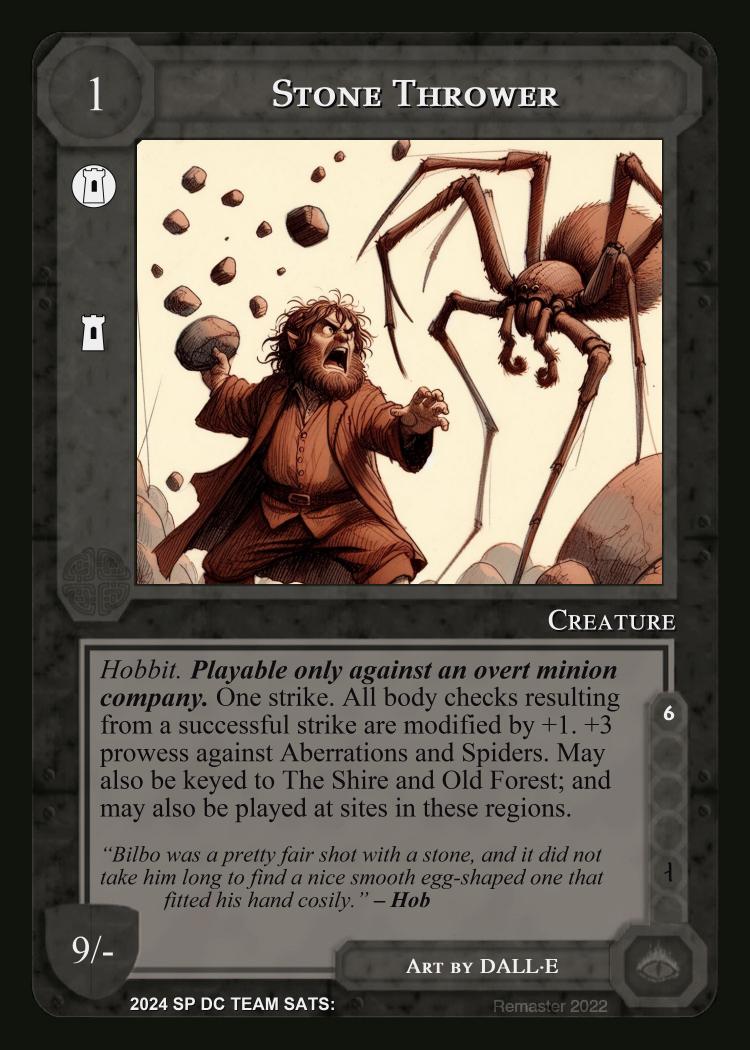 1
Stone Thrower
Creature
Hobbit. Playable only against an overt minion
company. One strike. All body checks resulting
from a successful strike are modified by +1. +3
prowess against Aberrations and Spiders. May
also be keyed to The Shire and Old Forest; and
may also be played at sites in these regions.
6
“Bilbo was a pretty fair shot with a stone, and it did not
take him long to find a nice smooth egg-shaped one that
fitted his hand cosily.” – Hob
9/-
Art by DALL·E
2024 SP DC TEAM SATS:
Remaster 2022